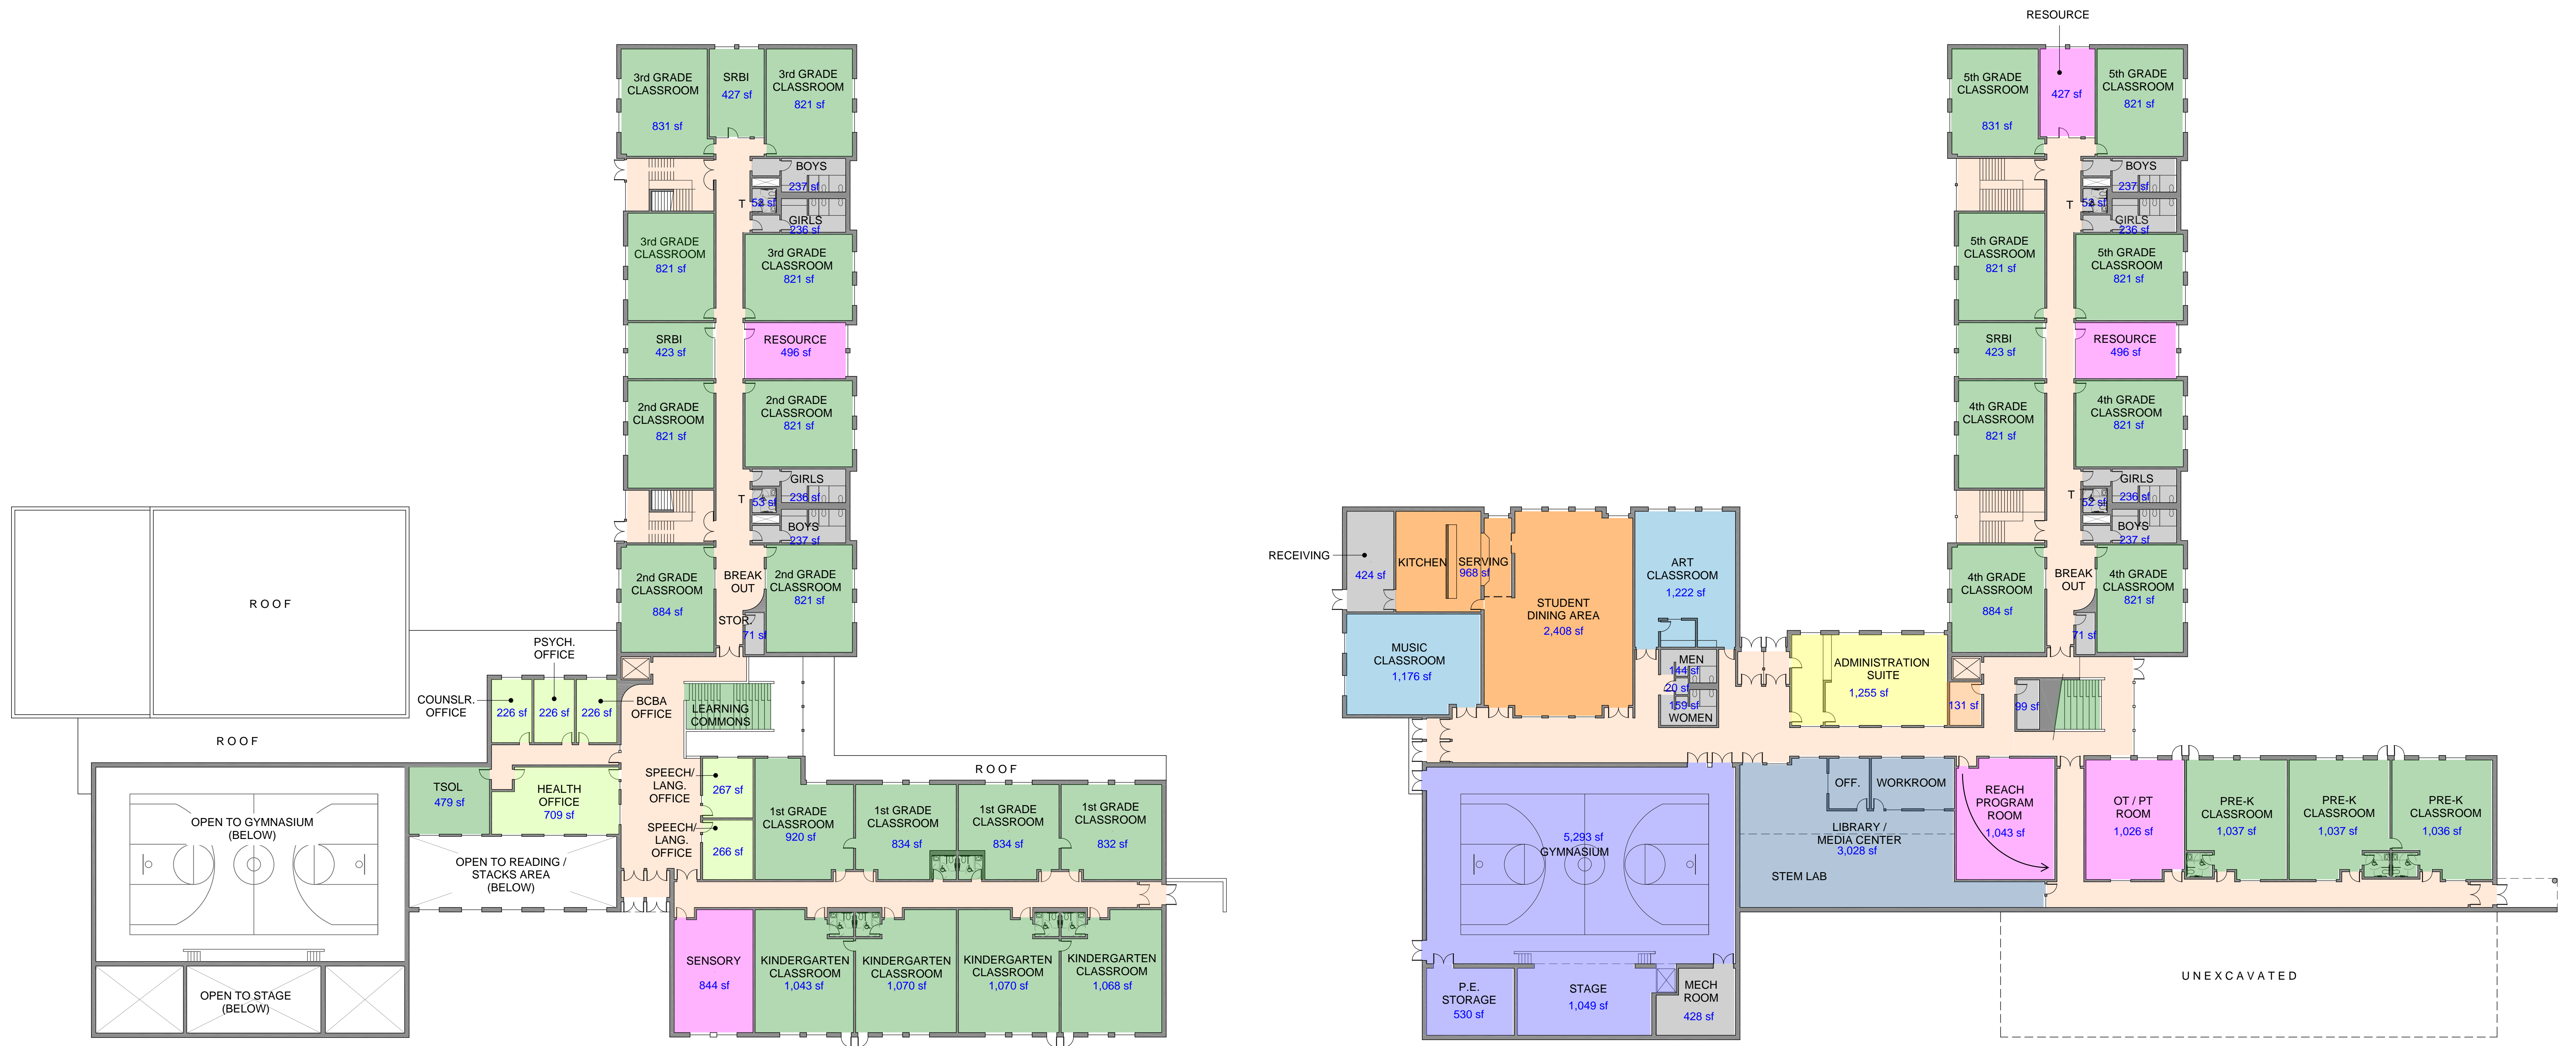 3rd GRADE
CLASSROOM
831 sf
SRBI
427 sf
3rd GRADE
CLASSROOM
821 sf
BOYS
237 sf
T
52 sf
GIRLS
236 sf
3rd GRADE
CLASSROOM
821 sf
3rd GRADE
CLASSROOM
821 sf
SRBI
423 sf
RESOURCE
496 sf
2nd GRADE
CLASSROOM
821 sf
2nd GRADE
CLASSROOM
821 sf
GIRLS
236 sf
T
53 sf
BOYS
237 sf
2nd GRADE
CLASSROOM
884 sf
BREAK
OUT
2nd GRADE
CLASSROOM
821 sf
STOR.
71 sf
ROOF
ROOF
PSYCH.
OFFICE
COUNSLR.
OFFICE
226 sf
226 sf
226 sf
BCBA
OFFICE
LEARNING
COMMONS
TSOL
479 sf
HEALTH
OFFICE
709 sf
SPEECH/
LANG.
OFFICE
267 sf
SPEECH/
LANG.
OFFICE
266 sf
ROOF
1st GRADE
CLASSROOM
920 sf
1st GRADE
CLASSROOM
834 sf
1st GRADE
CLASSROOM
834 sf
1st GRADE
CLASSROOM
832 sf
OPEN TO GYMNASIUM
(BELOW)
OPEN TO READING /
STACKS AREA
(BELOW)
OPEN TO STAGE
(BELOW)
SENSORY
844 sf
KINDERGARTEN
CLASSROOM
1,043 sf
KINDERGARTEN
CLASSROOM
1,070 sf
KINDERGARTEN
CLASSROOM
1,070 sf
KINDERGARTEN
CLASSROOM
1,068 sf
RESOURCE
427 sf
5th GRADE
CLASSROOM
831 sf
5th GRADE
CLASSROOM
821 sf
BOYS
237 sf
T
52 sf
GIRLS
236 sf
5th GRADE
CLASSROOM
821 sf
5th GRADE
CLASSROOM
821 sf
SRBI
423 sf
RESOURCE
496 sf
4th GRADE
CLASSROOM
821 sf
4th GRADE
CLASSROOM
821 sf
GIRLS
236 sf
T
52 sf
BOYS
237 sf
4th GRADE
CLASSROOM
884 sf
BREAK
OUT
4th GRADE
CLASSROOM
821 sf
71 sf
RECEIVING
424 sf
KITCHEN
SERVING
968 sf
STUDENT
DINING AREA
2,408 sf
ART
CLASSROOM
1,222 sf
MUSIC
CLASSROOM
1,176 sf
MEN
144 sf
20 sf
159 sf
WOMEN
ADMINISTRATION
SUITE
1,255 sf
131 sf
99 sf
5,293 sf
GYMNASIUM
OFF.
WORKROOM
LIBRARY /
MEDIA CENTER
3,028 sf
STEM LAB
REACH
PROGRAM
ROOM
1,043 sf
OT / PT
ROOM
1,026 sf
PRE-K
CLASSROOM
1,037 sf
PRE-K
CLASSROOM
1,037 sf
PRE-K
CLASSROOM
1,036 sf
P.E.
STORAGE
530 sf
STAGE
1,049 sf
MECH
ROOM
428 sf
UNEXCAVATED